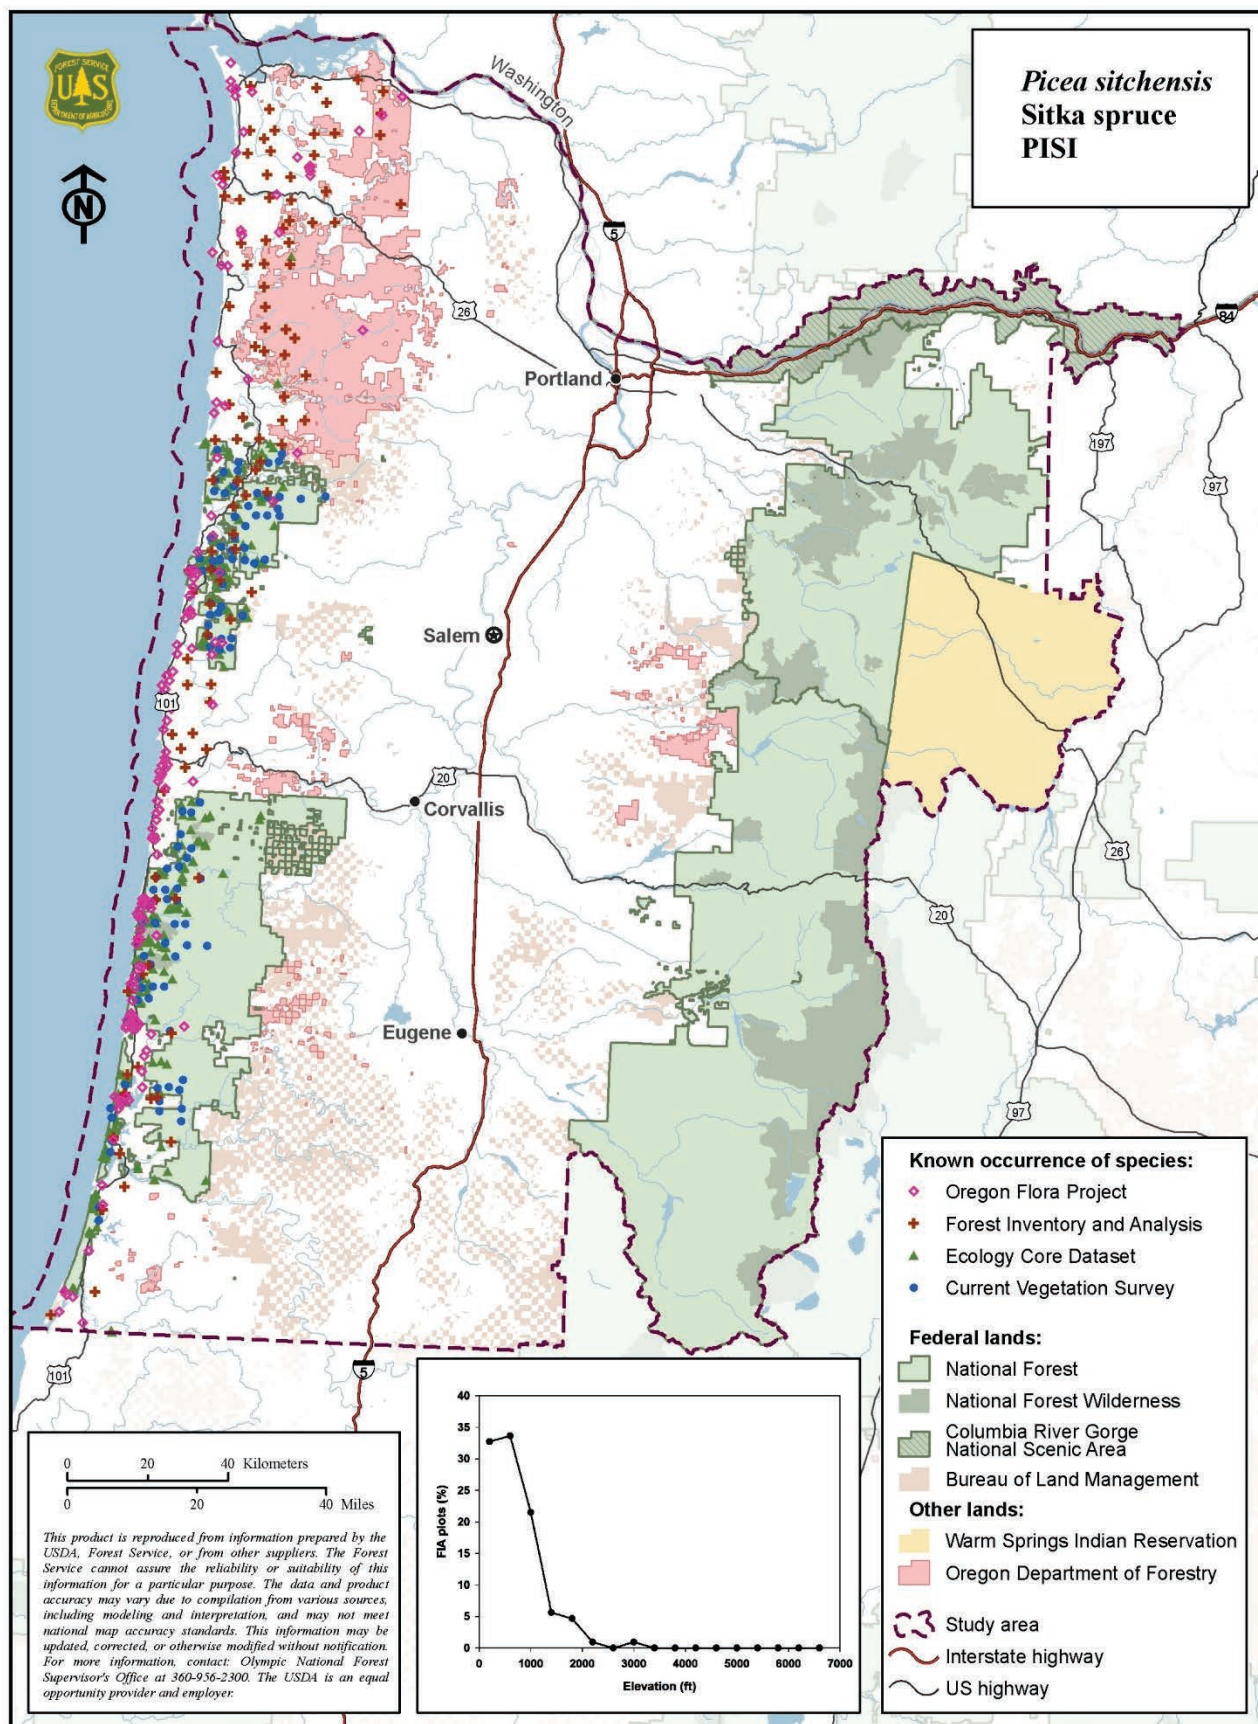 FOREST SERVICE
U S
DEPARTMENT OF AGRICULTURE
N
Picea sitchensis
Sitka spruce
PISI
Washington
5
26
84
Portland
197
97
Salem
101
20
Corvallis
26
20
Eugene
97
101
5
Known occurrence of species:
Oregon Flora Project
Forest Inventory and Analysis
Ecology Core Dataset
Current Vegetation Survey
Federal lands:
National Forest
National Forest Wilderness
Columbia River Gorge
National Scenic Area
Bureau of Land Management
Other lands:
Warm Springs Indian Reservation
Oregon Department of Forestry
Study area
Interstate highway
US highway
0 20 40 Kilometers
0 20 40 Miles
This product is reproduced from information prepared by the
USDA, Forest Service, or from other suppliers. The Forest
Service cannot assure the reliability or suitability of this
information for a particular purpose. The data and product
accuracy may vary due to compilation from various sources,
including modeling and interpretation, and may not meet
national map accuracy standards. This information may be
updated, corrected, or otherwise modified without notification.
For more information, contact: Olympic National Forest
Supervisor's Office at 360-956-2300. The USDA is an equal
opportunity provider and employer.
40
35
30
25
20
15
10
5
0
FIA plots (%)
0 1000 2000 3000 4000 5000 6000 7000
Elevation (ft)